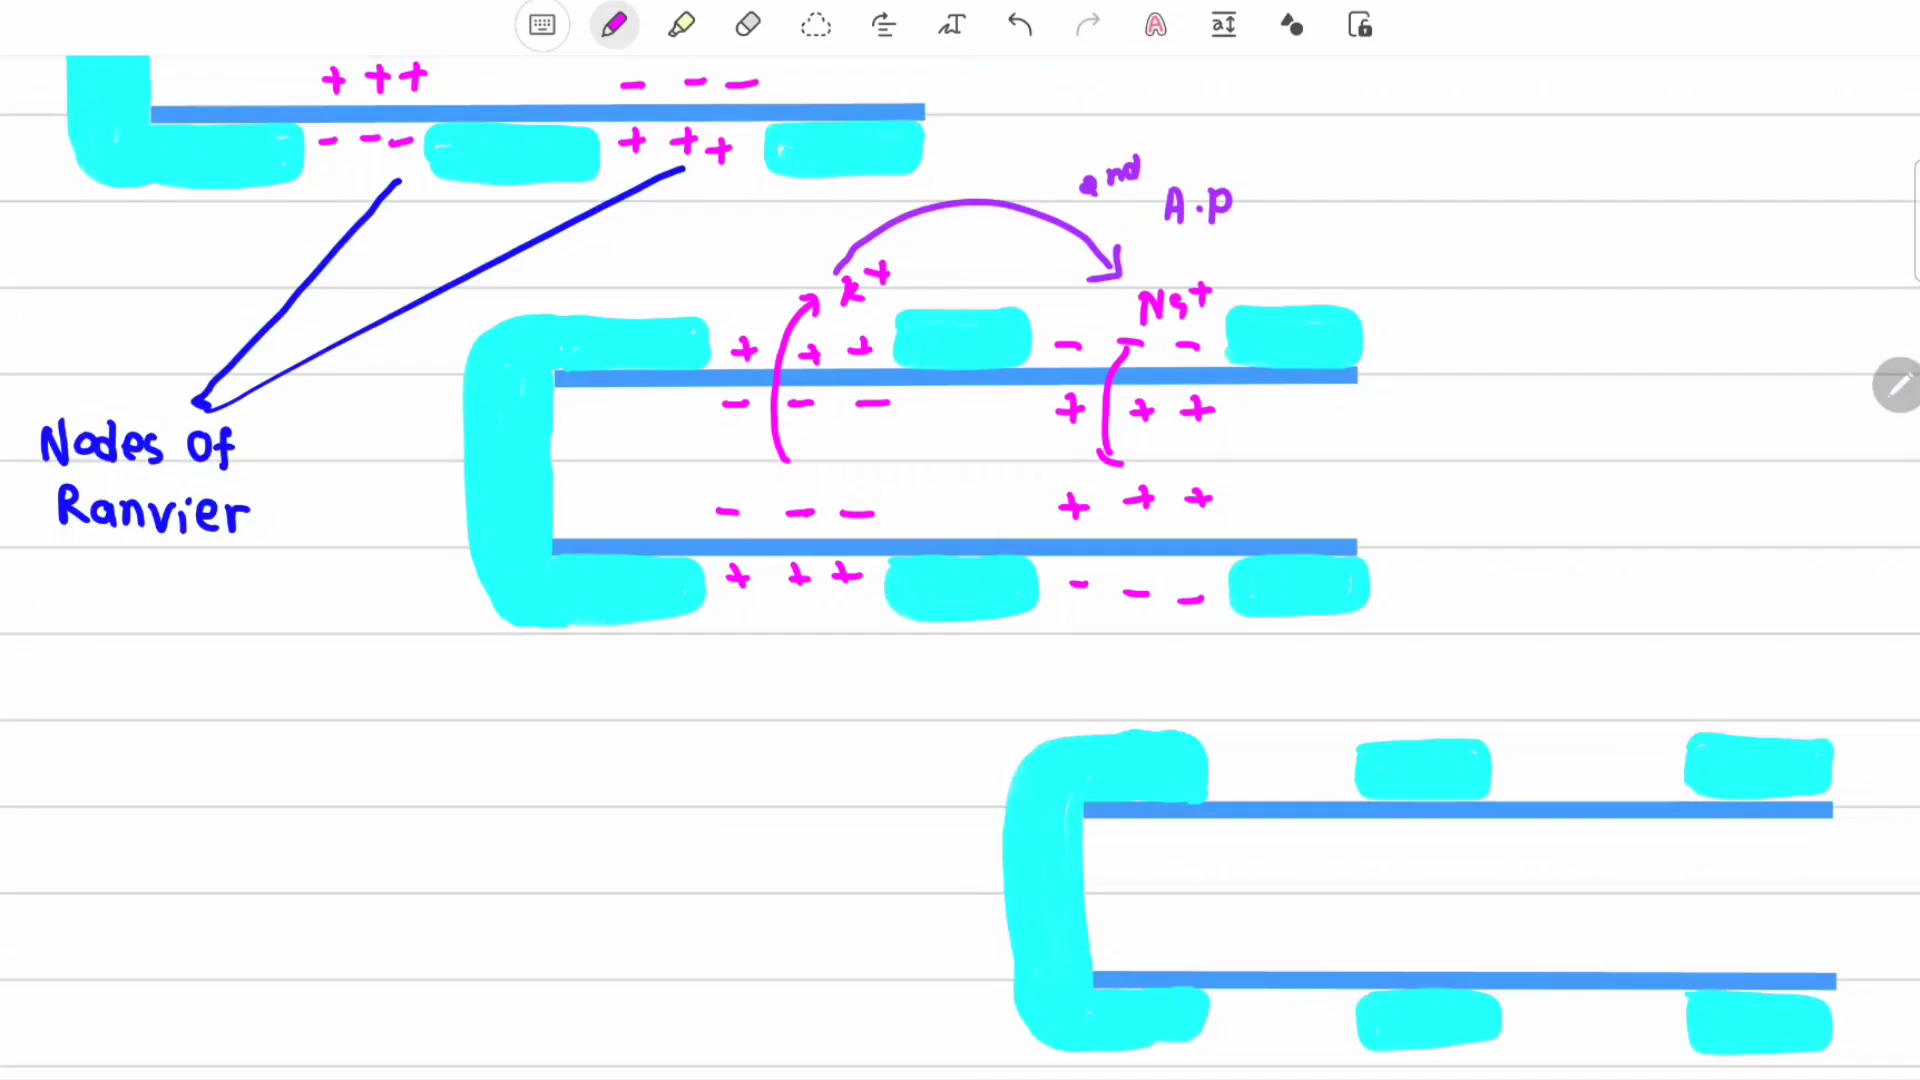 + + + - - -
- - - + + +
2nd
A.P
K+
Na+
+ + + - - -
- - - + + +
Nodes Of
Ranvier
- - - + + +
+ + + - - -